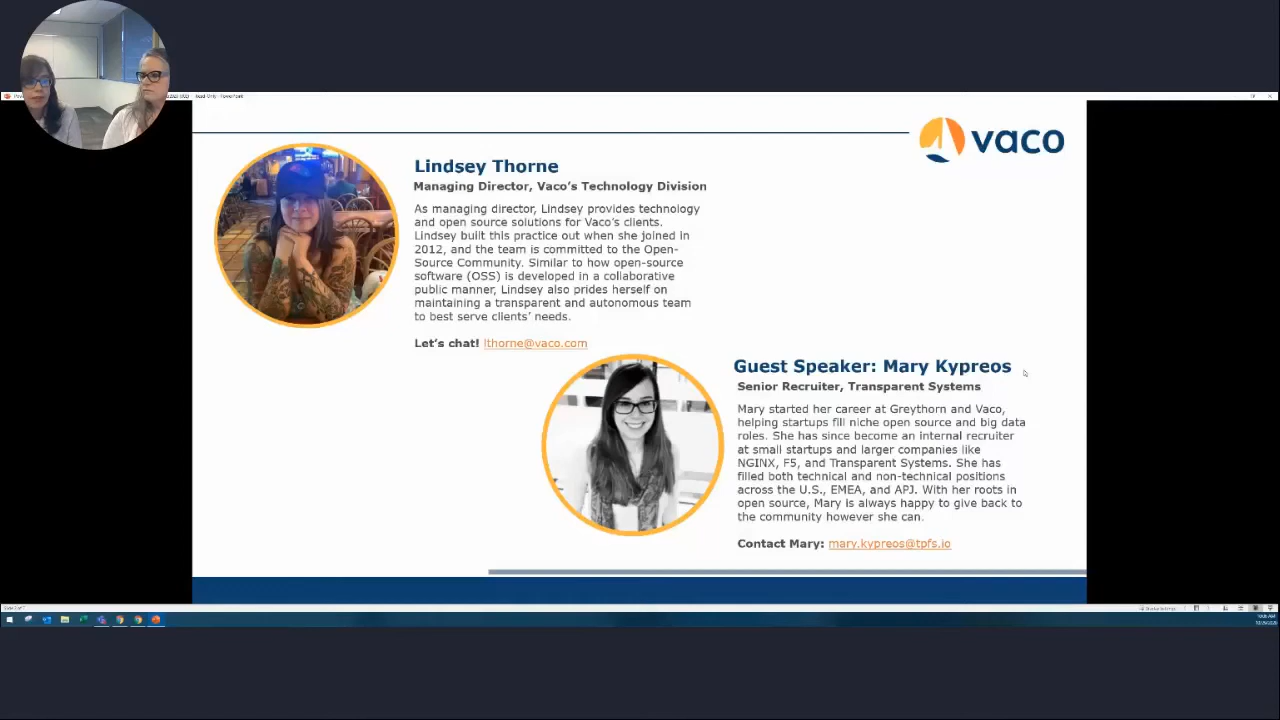 Read-Only - PowerPoint
vaco
Lindsey Thorne
Managing Director, Vaco's Technology Division
As managing director, Lindsey provides technology
and open source solutions for Vaco's clients.
Lindsey built this practice out when she joined in
2012, and the team is committed to the Open-
Source Community. Similar to how open-source
software (OSS) is developed in a collaborative
public manner, Lindsey also prides herself on
maintaining a transparent and autonomous team
to best serve clients' needs.
Let's chat! lthorne@vaco.com
Guest Speaker: Mary Kypreos
Senior Recruiter, Transparent Systems
Mary started her career at Greythorn and Vaco,
helping startups fill niche open source and big data
roles. She has since become an internal recruiter
at small startups and larger companies like
NGINX, F5, and Transparent Systems. She has
filled both technical and non-technical positions
across the U.S., EMEA, and APJ. With her roots in
open source, Mary is always happy to give back to
the community however she can.
Contact Mary: mary.kypreos@tpfs.io